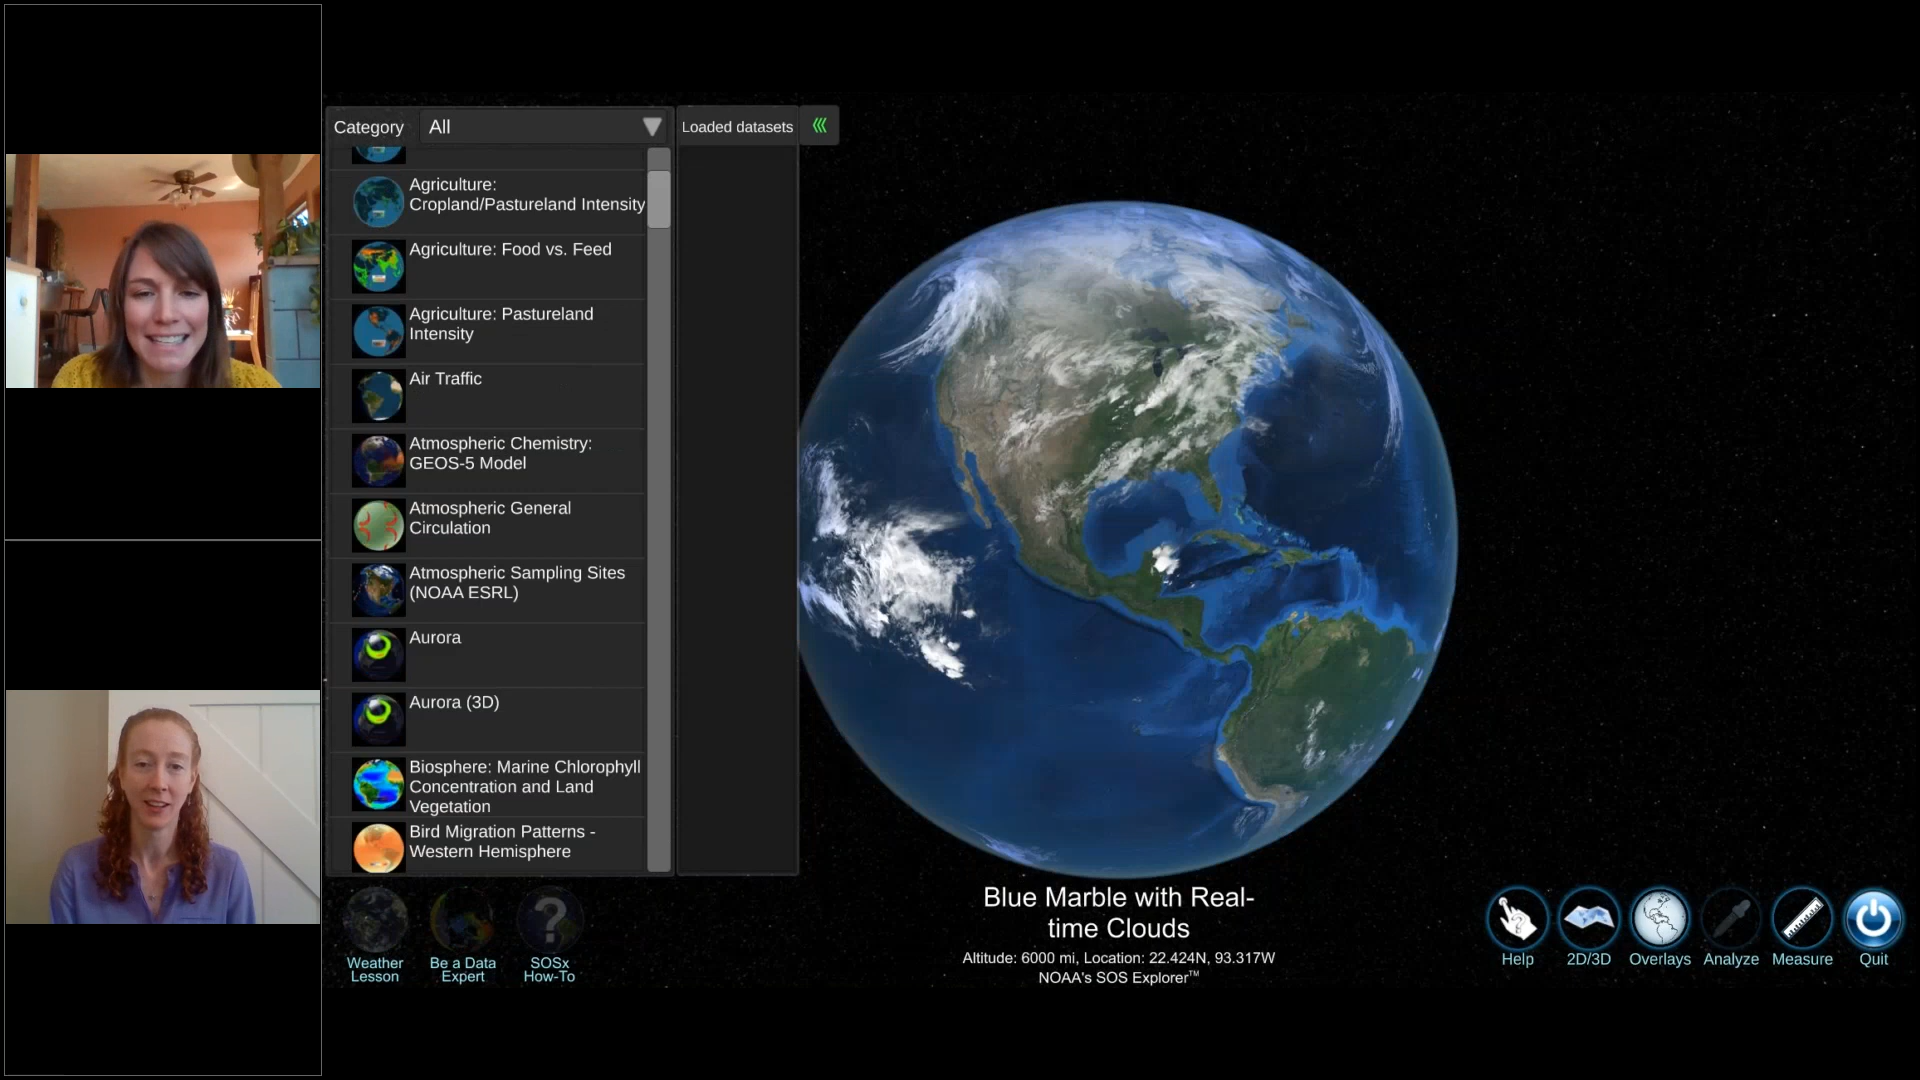 Category
All
Loaded datasets
Agriculture:
Cropland/Pastureland Intensity
Agriculture: Food vs. Feed
Agriculture: Pastureland
Intensity
Air Traffic
Atmospheric Chemistry:
GEOS-5 Model
Atmospheric General
Circulation
Atmospheric Sampling Sites
(NOAA ESRL)
Aurora
Aurora (3D)
Biosphere: Marine Chlorophyll
Concentration and Land
Vegetation
Bird Migration Patterns -
Western Hemisphere
Weather
Lesson
Be a Data
Expert
?
SOSx
How-To
Blue Marble with Real-
time Clouds
Altitude: 6000 mi, Location: 22.424N, 93.317W
NOAA's SOS Explorer™
?
Help
2D/3D
Overlays
Analyze
Measure
Quit